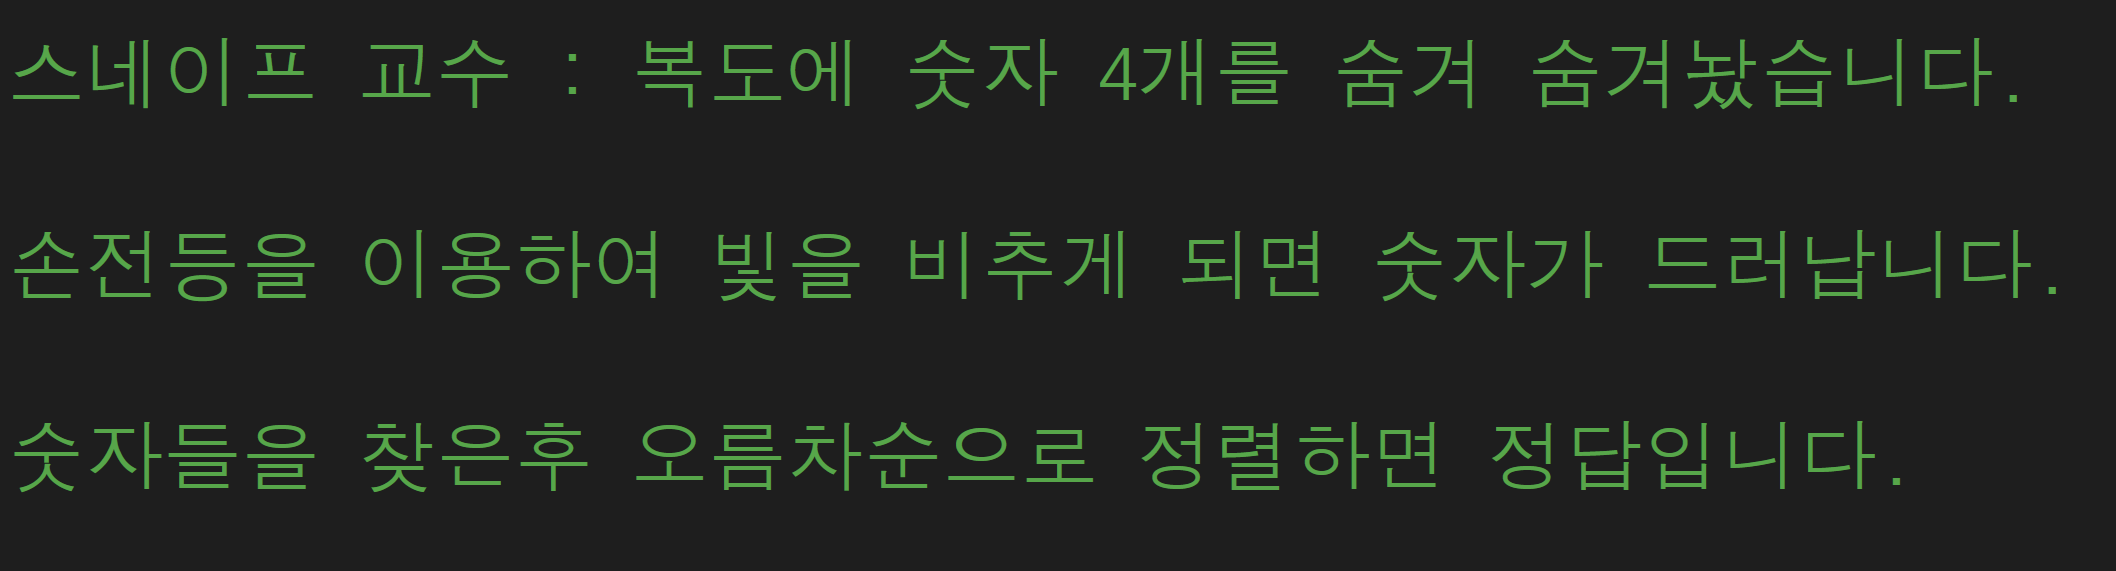 스네이프 교수 : 복도에 숫자 4개를 숨겨 숨겨놨습니다.
손전등을 이용하여 빛을 비추게 되면 숫자가 드러납니다.
숫자들을 찾은후 오름차순으로 정렬하면 정답입니다.